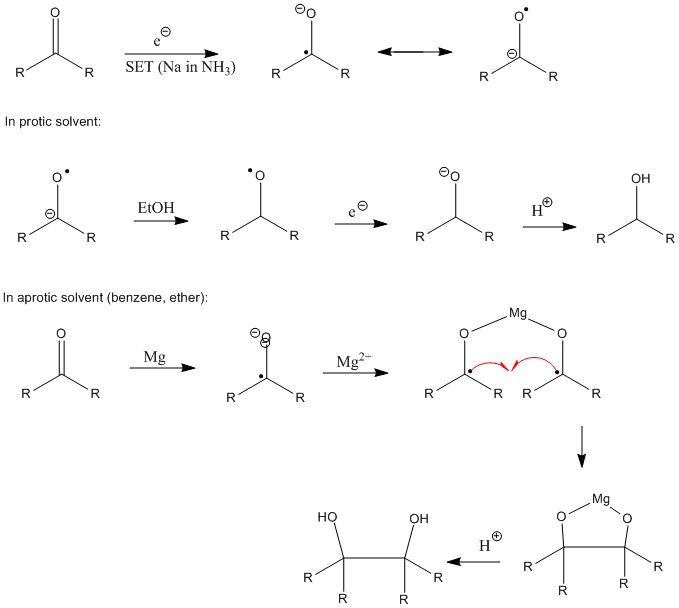 O ⊖O O•
e⊖
SET (Na in NH3)
R R R R R R
In protic solvent:
O• •O ⊖O OH
EtOH e⊖ H⊕
R R R R R R R R
In aprotic solvent (benzene, ether):
Mg
O ⊖O O O
Mg Mg2+
R R R R R R R R
Mg
HO OH O O
H⊕
R R R R
R R R R